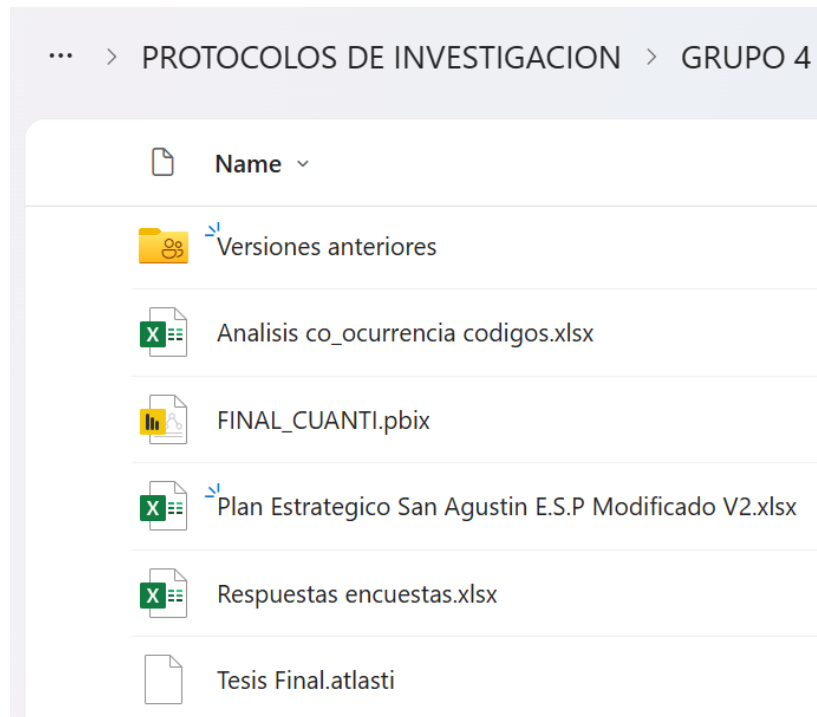 ... > PROTOCOLOS DE INVESTIGACION > GRUPO 4
Name
Versiones anteriores
Analisis co_ocurrencia codigos.xlsx
FINAL_CUANTI.pbix
Plan Estrategico San Agustin E.S.P Modificado V2.xlsx
Respuestas encuestas.xlsx
Tesis Final.atlasti